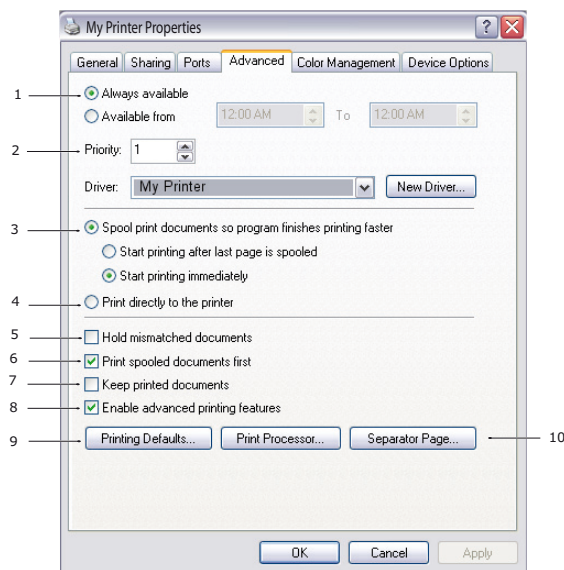 My Printer Properties ?
General Sharing Ports Advanced Color Management Device Options
1 Always available
Available from 12:00 AM To 12:00 AM
2 Priority: 1
Driver: My Printer New Driver...
3 Spool print documents so program finishes printing faster
Start printing after last page is spooled
Start printing immediately
4 Print directly to the printer
5 Hold mismatched documents
6 Print spooled documents first
7 Keep printed documents
8 Enable advanced printing features
9 Printing Defaults... Print Processor... Separator Page... 10
OK Cancel Apply